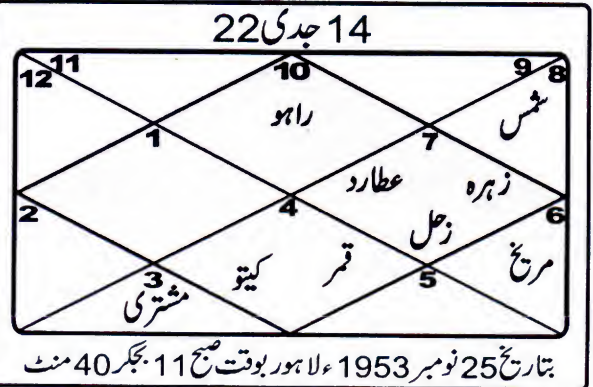 14 جدی 22
12 11 10 9 8
راہو
شمس
1 7
عطارد زہرہ
2 4 6
زحل
قمر کیتو مریخ
3 5
مشتری
بتاریخ 25 نومبر 1953ء لاہور بوقت صبح 11 بجکر 40 منٹ